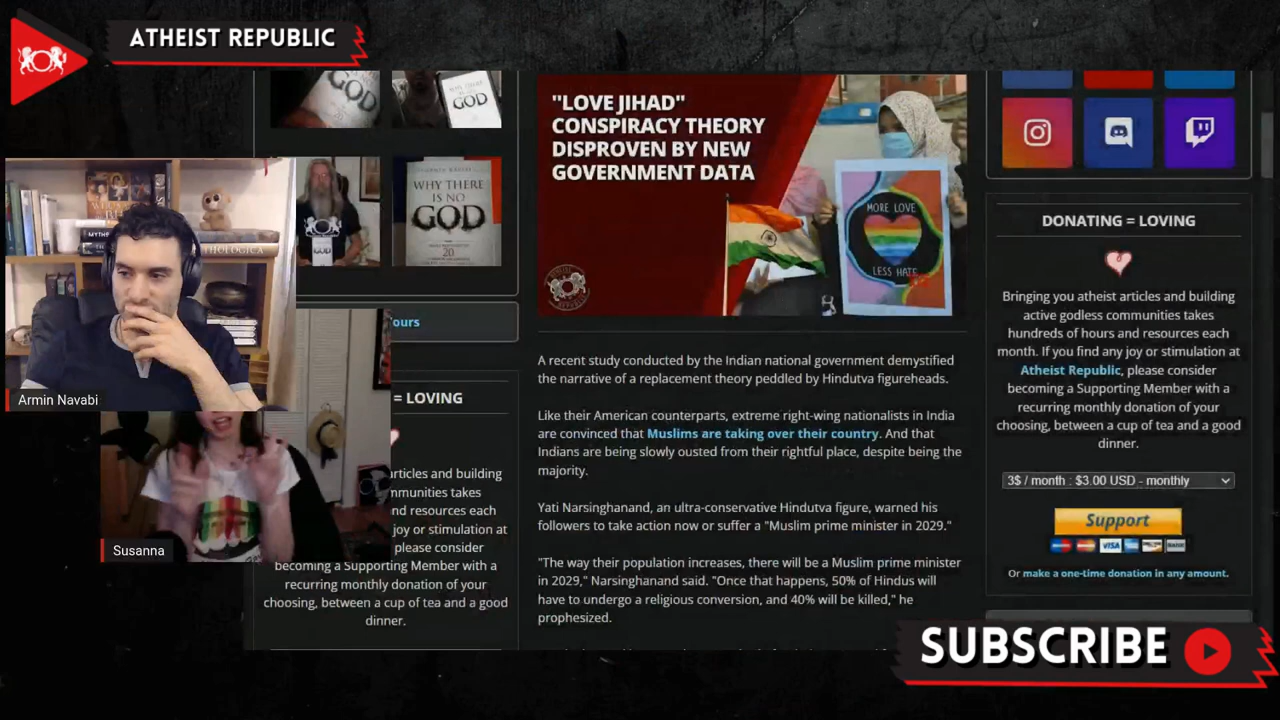 ATHEIST REPUBLIC
GOD
GOD
WHY THERE
IS NO
GOD
20
GOD
"LOVE JIHAD"
CONSPIRACY THEORY
DISPROVEN BY NEW
GOVERNMENT DATA
MORE LOVE
LESS HATE
A recent study conducted by the Indian national government demystified
the narrative of a replacement theory peddled by Hindutva figureheads.
Like their American counterparts, extreme right-wing nationalists in India
are convinced that Muslims are taking over their country. And that
Indians are being slowly ousted from their rightful place, despite being the
majority.
Yati Narsinghanand, an ultra-conservative Hindutva figure, warned his
followers to take action now or suffer a "Muslim prime minister in 2029."
"The way their population increases, there will be a Muslim prime minister
in 2029," Narsinghanand said. "Once that happens, 50% of Hindus will
have to undergo a religious conversion, and 40% will be killed," he
prophesized.
DONATING = LOVING
Bringing you atheist articles and building
active godless communities takes
hundreds of hours and resources each
month. If you find any joy or stimulation at
Atheist Republic, please consider
becoming a Supporting Member with a
recurring monthly donation of your
choosing, between a cup of tea and a good
dinner.
3$ / month : $3.00 USD - monthly
Support
VISA
Or make a one-time donation in any amount.
Armin Navabi
Susanna
ours
= LOVING
articles and building
mmunities takes
nd resources each
joy or stimulation at
please consider
becoming a Supporting Member with a
recurring monthly donation of your
choosing, between a cup of tea and a good
dinner.
SUBSCRIBE